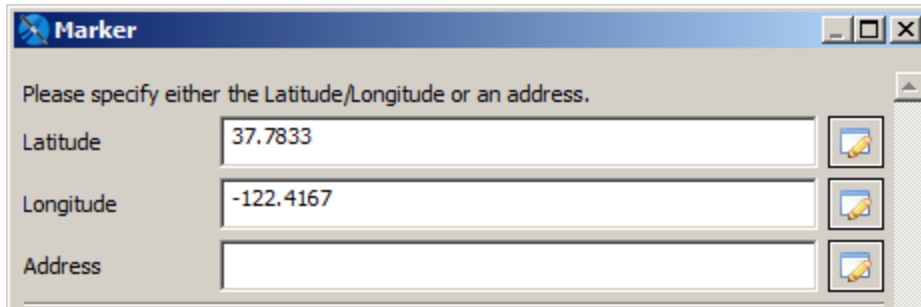 Marker
Please specify either the Latitude/Longitude or an address.
Latitude 37.7833
Longitude -122.4167
Address